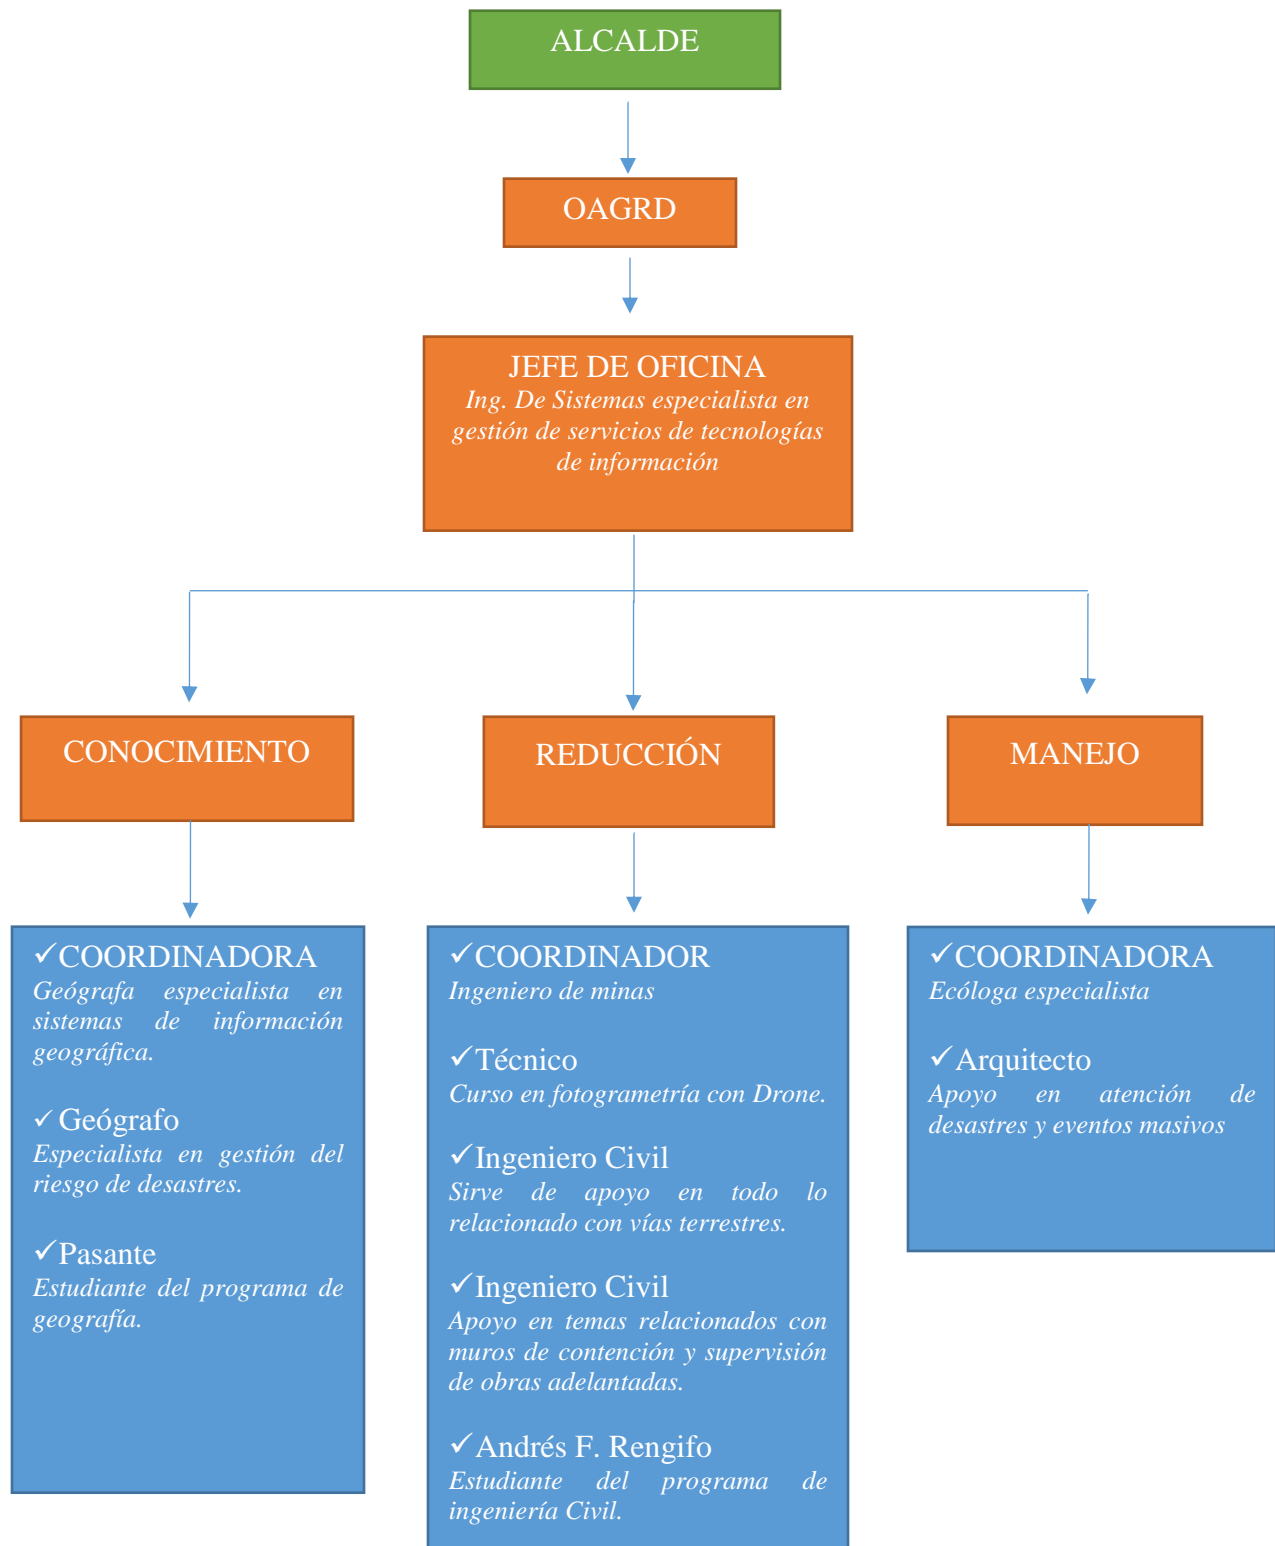 ALCALDE
OAGRD
JEFE DE OFICINA
Ing. De Sistemas especialista en
gestión de servicios de tecnologías
de información
CONOCIMIENTO
REDUCCIÓN
MANEJO
✓COORDINADORA
Geógrafa especialista en
sistemas de información
geográfica.
✓Geógrafo
Especialista en gestión del
riesgo de desastres.
✓Pasante
Estudiante del programa de
geografía.
✓COORDINADOR
Ingeniero de minas
✓Técnico
Curso en fotogrametría con Drone.
✓Ingeniero Civil
Sirve de apoyo en todo lo
relacionado con vías terrestres.
✓Ingeniero Civil
Apoyo en temas relacionados con
muros de contención y supervisión
de obras adelantadas.
✓Andrés F. Rengifo
Estudiante del programa de
ingeniería Civil.
✓COORDINADORA
Ecóloga especialista
✓Arquitecto
Apoyo en atención de
desastres y eventos masivos